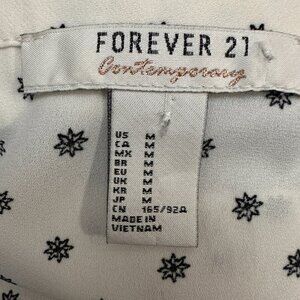 FOREVER 21
Contemporary
US M
CA M
MX M
BR M
EU M
UK M
KR M
JP M
CN 165/92A
MADE IN
VIETNAM